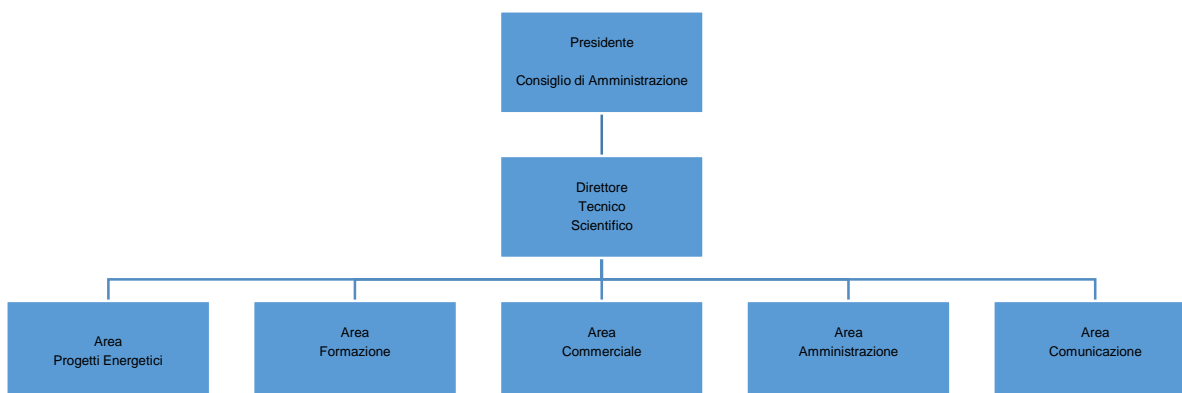 Presidente
Consiglio di Amministrazione
Direttore
Tecnico
Scientifico
Area
Progetti Energetici
Area
Formazione
Area
Commerciale
Area
Amministrazione
Area
Comunicazione